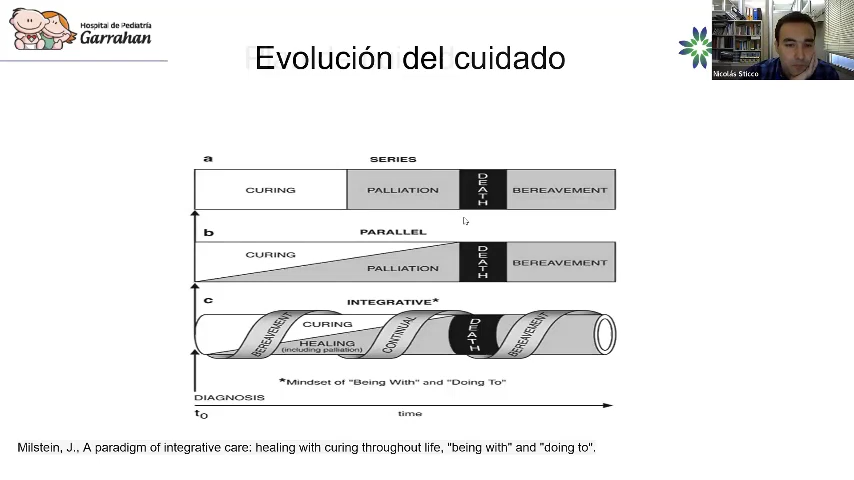 Hospital de Pediatría
Garrahan
Evolución del cuidado
Nicolás Sticco
a
SERIES
CURING
PALLIATION
DEATH
BEREAVEMENT
b
PARALLEL
CURING
PALLIATION
DEATH
BEREAVEMENT
c
INTEGRATIVE*
BEREAVEMENT
CURING
HEALING
(including palliation)
CONTINUAL
DEATH
BEREAVEMENT
*Mindset of "Being With" and "Doing To"
DIAGNOSIS
to
time
Milstein, J., A paradigm of integrative care: healing with curing throughout life, "being with" and "doing to".